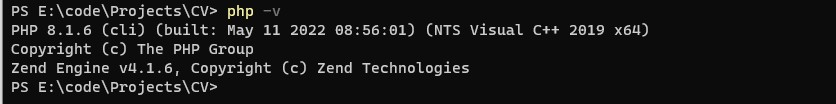 PS E:\code\Projects\CV> php -v
PHP 8.1.6 (cli) (built: May 11 2022 08:56:01) (NTS Visual C++ 2019 x64)
Copyright (c) The PHP Group
Zend Engine v4.1.6, Copyright (c) Zend Technologies
PS E:\code\Projects\CV>